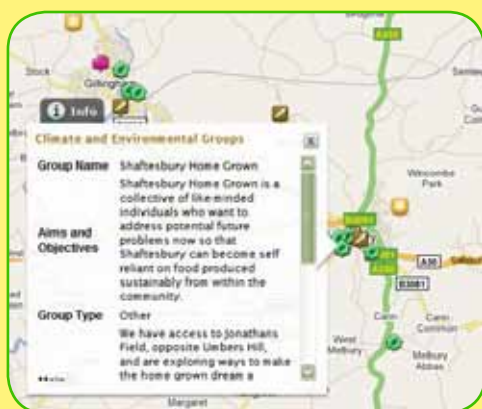 Stock
Gillingham
Info
Climate and Environmental Groups
X
Group Name Shaftesbury Home Grown
Aims and Objectives
Shaftesbury Home Grown is a
collective of like-minded
individuals who want to
address potential future
problems now so that
Shaftesbury can become self
reliant on food produced
sustainably from within the
community.
Group Type Other
We have access to Jonathans
Field, opposite Umbers Hill,
and are exploring ways to make
the home grown dream a
A350
Park
A30
B3081
Cann
Cann
Common
West
Melbury
Melbury
Abbas
Margaret